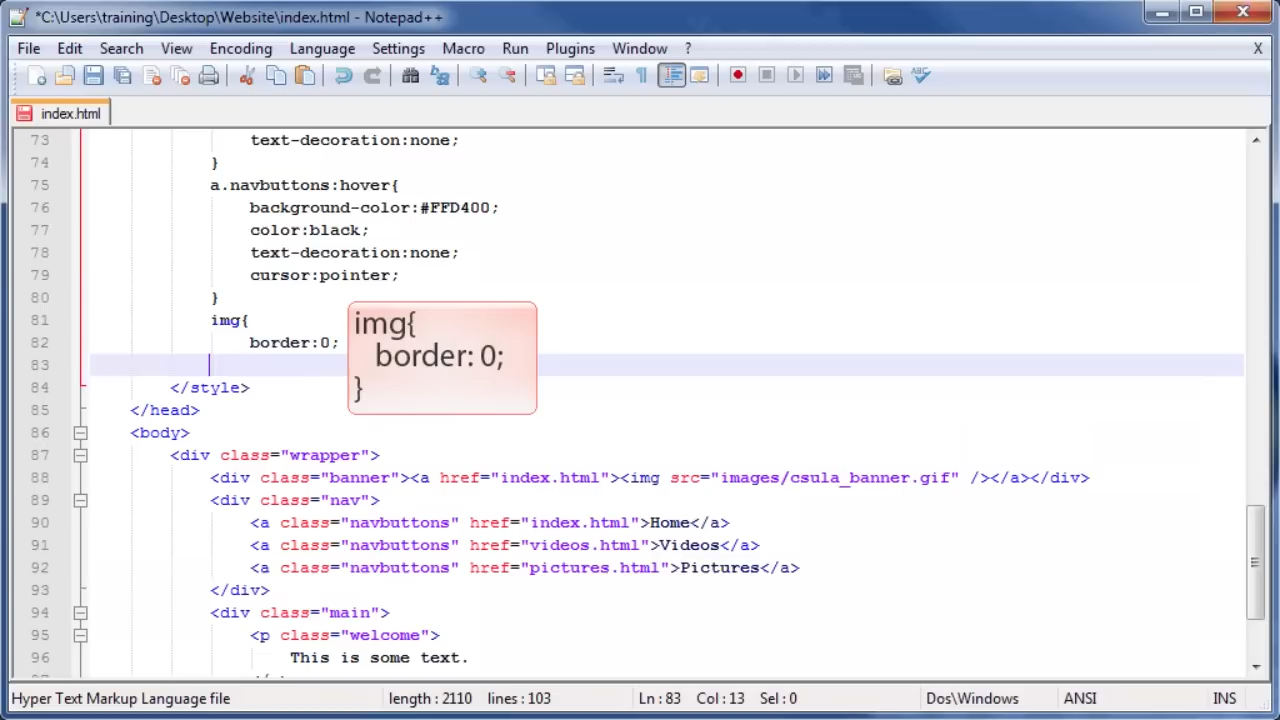 *C:\Users\training\Desktop\Website\index.html - Notepad++
File Edit Search View Encoding Language Settings Macro Run Plugins Window ? X
index.html
73 text-decoration:none;
74 }
75 a.navbuttons:hover{
76 background-color:#FFD400;
77 color:black;
78 text-decoration:none;
79 cursor:pointer;
80 }
81 img{
82 border:0;
83
84 </style>
85 </head>
86 <body>
87 <div class="wrapper">
88 <div class="banner"><a href="index.html"><img src="images/csula_banner.gif" /></a></div>
89 <div class="nav">
90 <a class="navbuttons" href="index.html">Home</a>
91 <a class="navbuttons" href="videos.html">Videos</a>
92 <a class="navbuttons" href="pictures.html">Pictures</a>
93 </div>
94 <div class="main">
95 <p class="welcome">
96 This is some text.
img{
border: 0;
}
Hyper Text Markup Language file length : 2110 lines : 103 Ln : 83 Col : 13 Sel : 0 Dos\Windows ANSI INS